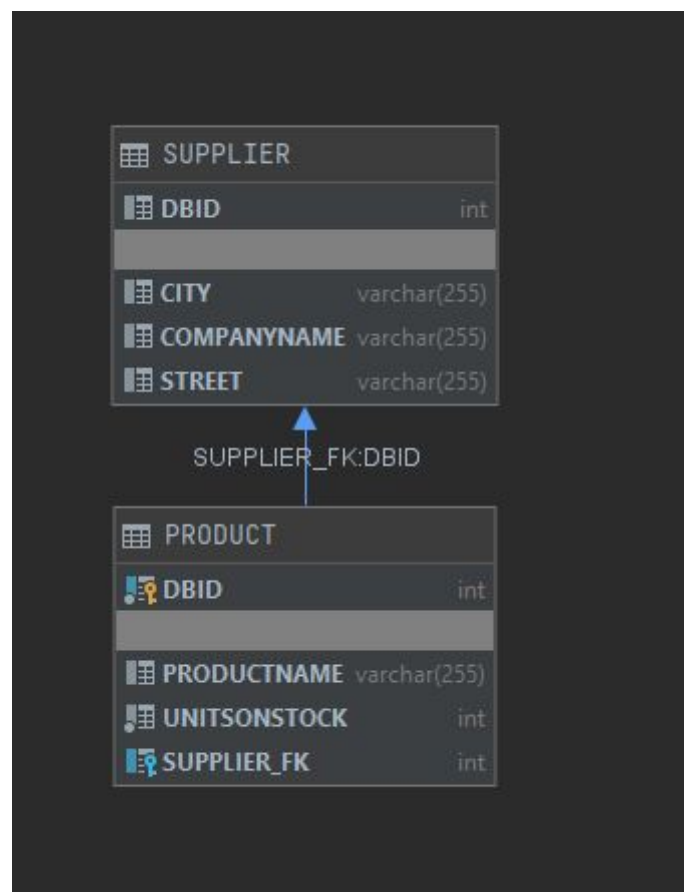 SUPPLIER
DBID int
CITY varchar(255)
COMPANYNAME varchar(255)
STREET varchar(255)
SUPPLIER_FK:DBID
PRODUCT
DBID int
PRODUCTNAME varchar(255)
UNITSONSTOCK int
SUPPLIER_FK int